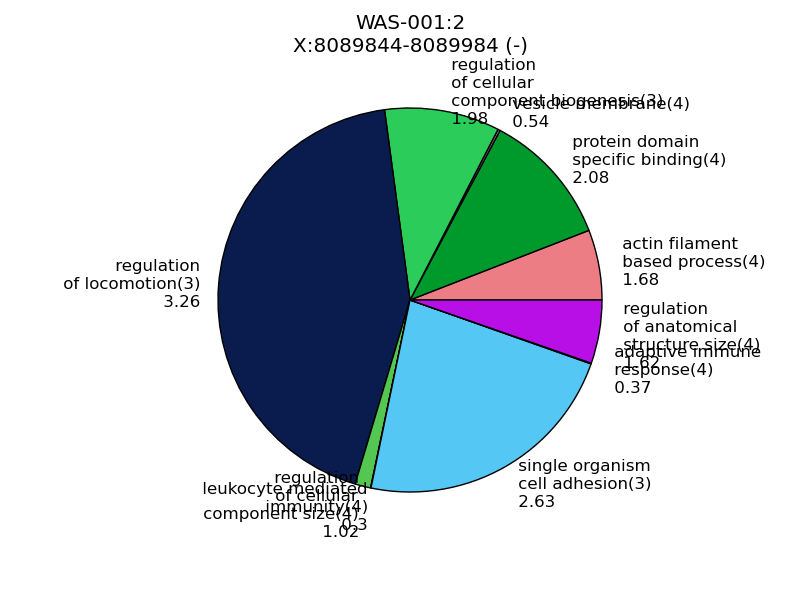 WAS-001:2
X:8089844-8089984 (-)
regulation
of cellular
component biogenesis(3)
1.98
vesicle membrane(4)
0.54
protein domain
specific binding(4)
2.08
actin filament
based process(4)
1.68
regulation
of locomotion(3)
3.26
regulation
of anatomical
structure size(4)
1.62
adaptive immune
response(4)
0.37
single organism
cell adhesion(3)
2.63
leukocyte mediated
immunity(4)
0.3
regulation
of cellular
component size(4)
1.02